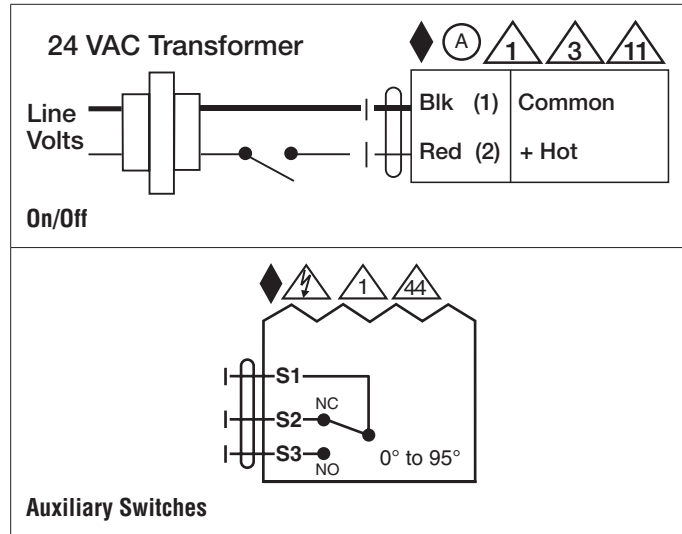 24 VAC Transformer
A 1 3 11
Line Volts
Blk (1) Common
Red (2) + Hot
On/Off
1 44
S1
S2 NC
S3 NO
0° to 95°
Auxiliary Switches